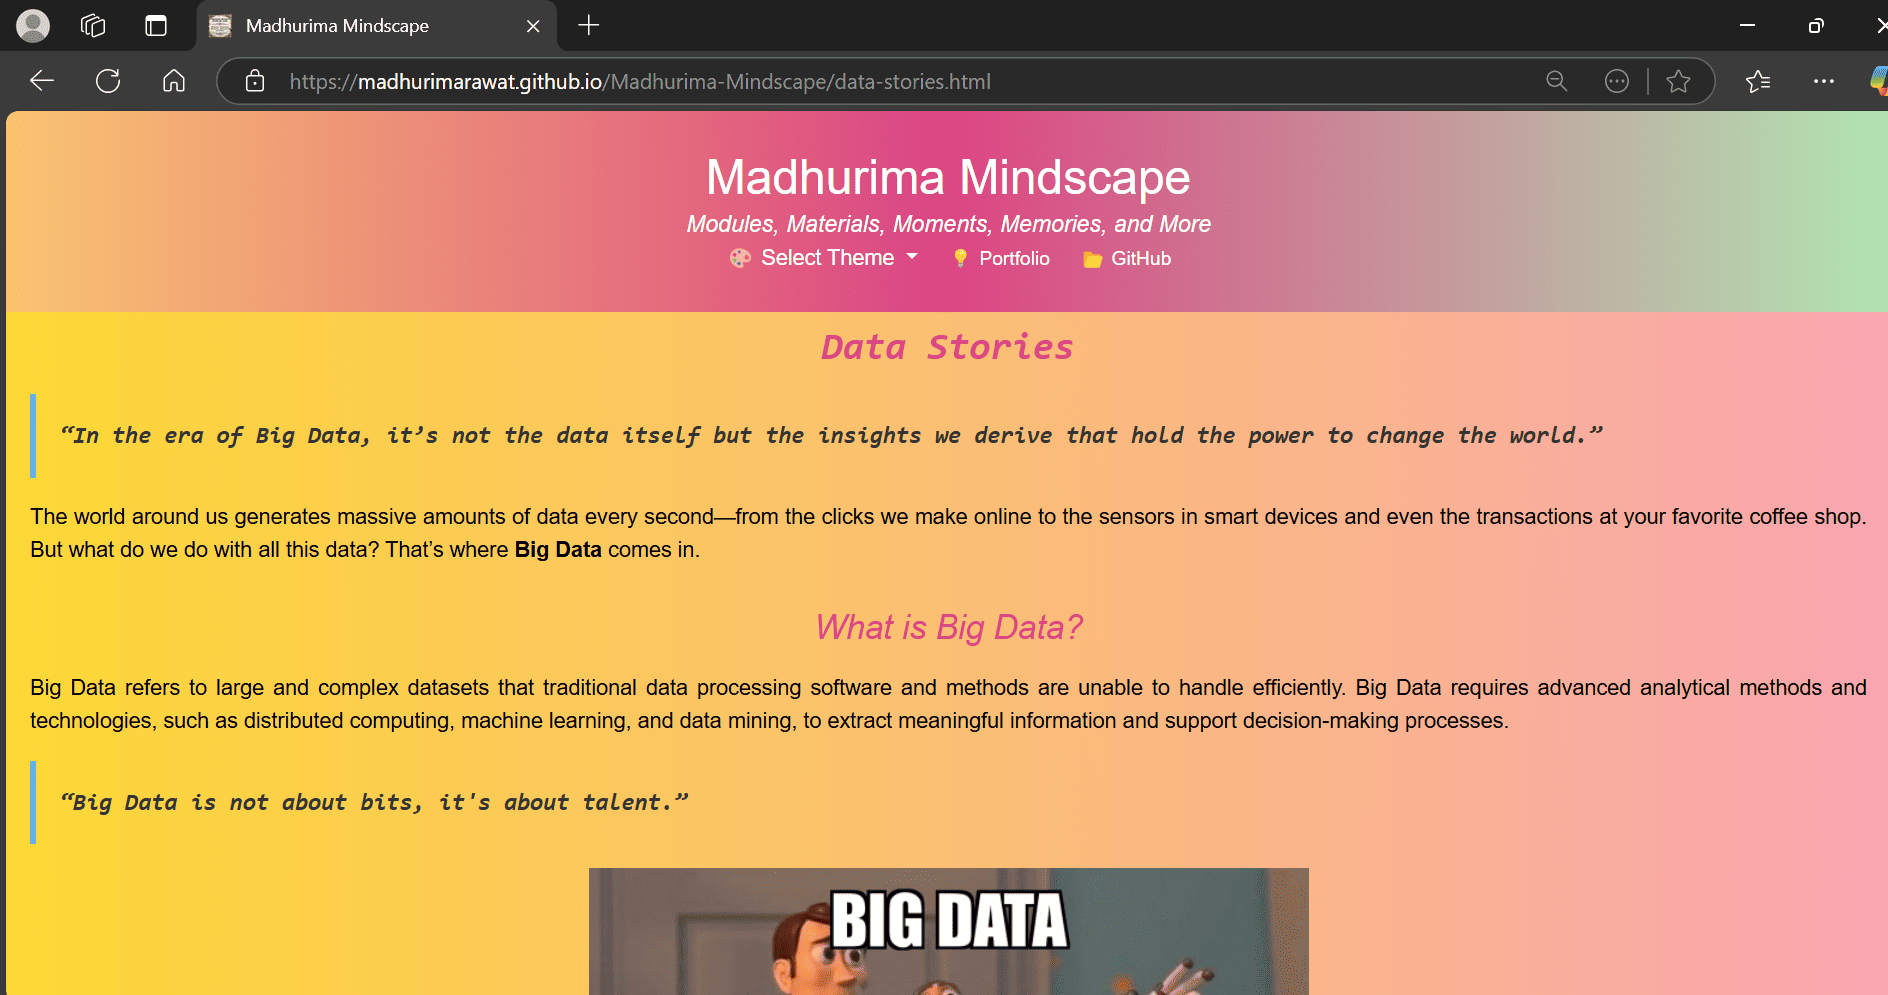 Madhurima Mindscape
https://madhurimarawat.github.io/Madhurima-Mindscape/data-stories.html
Madhurima Mindscape
Modules, Materials, Moments, Memories, and More
🎨 Select Theme 💡 Portfolio 📂 GitHub
Data Stories
“In the era of Big Data, it’s not the data itself but the insights we derive that hold the power to change the world.”
The world around us generates massive amounts of data every second—from the clicks we make online to the sensors in smart devices and even the transactions at your favorite coffee shop.
But what do we do with all this data? That’s where Big Data comes in.
What is Big Data?
Big Data refers to large and complex datasets that traditional data processing software and methods are unable to handle efficiently. Big Data requires advanced analytical methods and
technologies, such as distributed computing, machine learning, and data mining, to extract meaningful information and support decision-making processes.
“Big Data is not about bits, it's about talent.”
BIG DATA